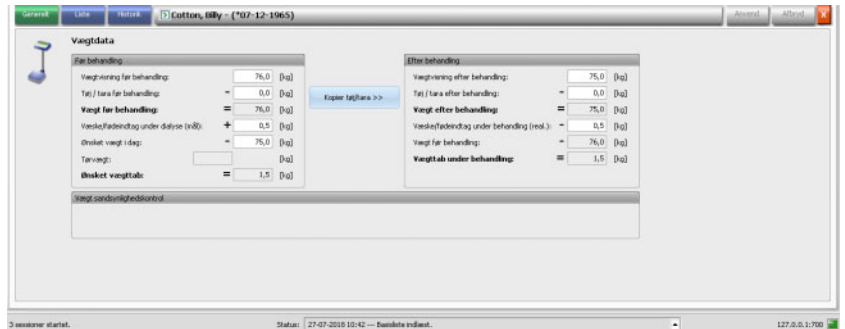 Generelt Liste Historik Cotton, Billy - (*07-12-1965) Anvend Afbryd
Vægtdata
Før behandling
Vægtvisning før behandling: 76,0 [kg]
Tøj / tara før behandling: - 0,0 [kg]
Vægt før behandling: = 76,0 [kg]
Væske/fødeindtag under dialyse (mål): + 0,5 [kg]
Ønsket vægt i dag: - 75,0 [kg]
Tørvægt: [kg]
Ønsket vægttab: = 1,5 [kg]
Kopier tøj/tara >>
Efter behandling
Vægtvisning efter behandling: 75,0 [kg]
Tøj / tara efter behandling: - 0,0 [kg]
Vægt efter behandling: = 75,0 [kg]
Væske/fødeindtag under behandling (real.): - 0,5 [kg]
Vægt før behandling: - 76,0 [kg]
Vægttab under behandling: = 1,5 [kg]
Vægt sandsynlighedskontrol
3 sessioner startet. Status: 27-07-2018 10:42 --- Basisliste indlæst. 127.0.0.1:700